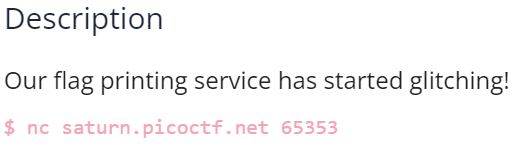 Description
Our flag printing service has started glitching!
$ nc saturn.picoctf.net 65353